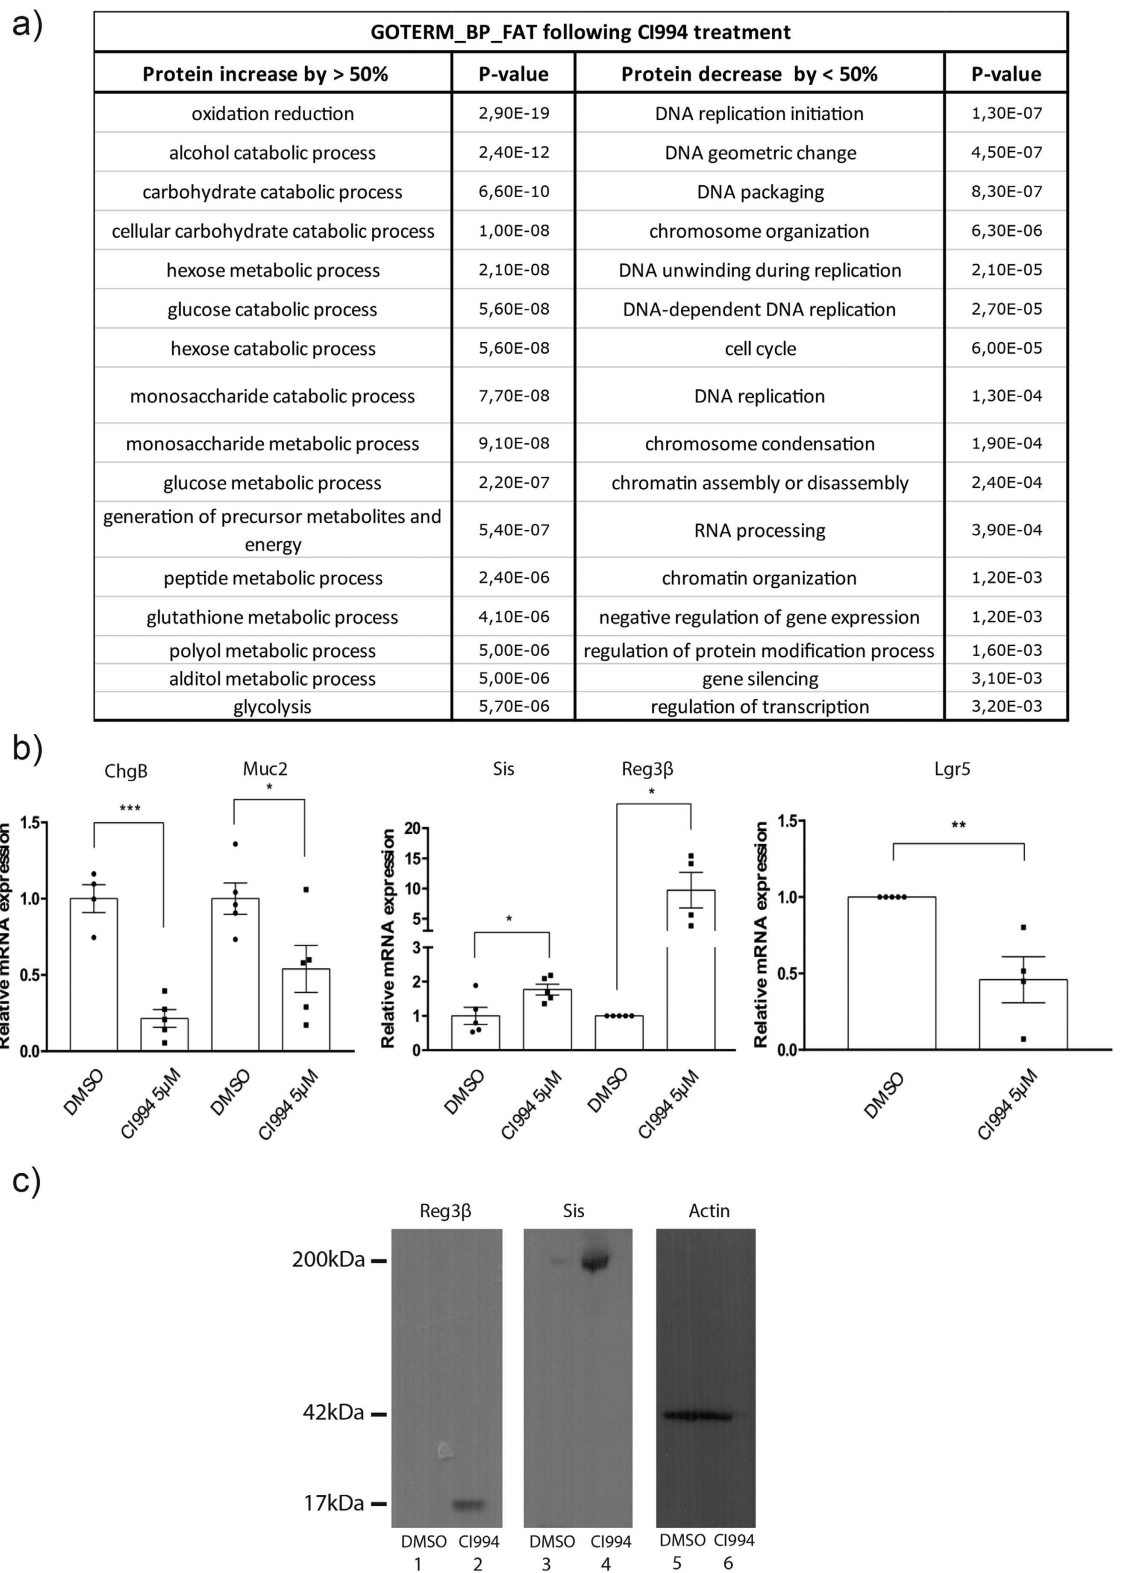 a)
GOTERM_BP_FAT following CI994 treatment
Protein increase by > 50% P-value Protein decrease by < 50% P-value
oxidation reduction 2,90E-19 DNA replication initiation 1,30E-07
alcohol catabolic process 2,40E-12 DNA geometric change 4,50E-07
carbohydrate catabolic process 6,60E-10 DNA packaging 8,30E-07
cellular carbohydrate catabolic process 1,00E-08 chromosome organization 6,30E-06
hexose metabolic process 2,10E-08 DNA unwinding during replication 2,10E-05
glucose catabolic process 5,60E-08 DNA-dependent DNA replication 2,70E-05
hexose catabolic process 5,60E-08 cell cycle 6,00E-05
monosaccharide catabolic process 7,70E-08 DNA replication 1,30E-04
monosaccharide metabolic process 9,10E-08 chromosome condensation 1,90E-04
glucose metabolic process 2,20E-07 chromatin assembly or disassembly 2,40E-04
generation of precursor metabolites and
energy 5,40E-07 RNA processing 3,90E-04
peptide metabolic process 2,40E-06 chromatin organization 1,20E-03
glutathione metabolic process 4,10E-06 negative regulation of gene expression 1,20E-03
polyol metabolic process 5,00E-06 regulation of protein modification process 1,60E-03
alditol metabolic process 5,00E-06 gene silencing 3,10E-03
glycolysis 5,70E-06 regulation of transcription 3,20E-03
b)
ChgB Muc2
*** *
Relative mRNA expression
1.5
1.0
0.5
0.0
DMSO CI994 5µM DMSO CI994 5µM
Sis Reg3β
* *
Relative mRNA expression
20
15
10
5
3
2
1
0
DMSO CI994 5µM DMSO CI994 5µM
Lgr5
**
Relative mRNA expression
1.5
1.0
0.5
0.0
DMSO CI994 5µM
c)
Reg3β Sis Actin
200kDa
42kDa
17kDa
DMSO CI994 DMSO CI994 DMSO CI994
1 2 3 4 5 6